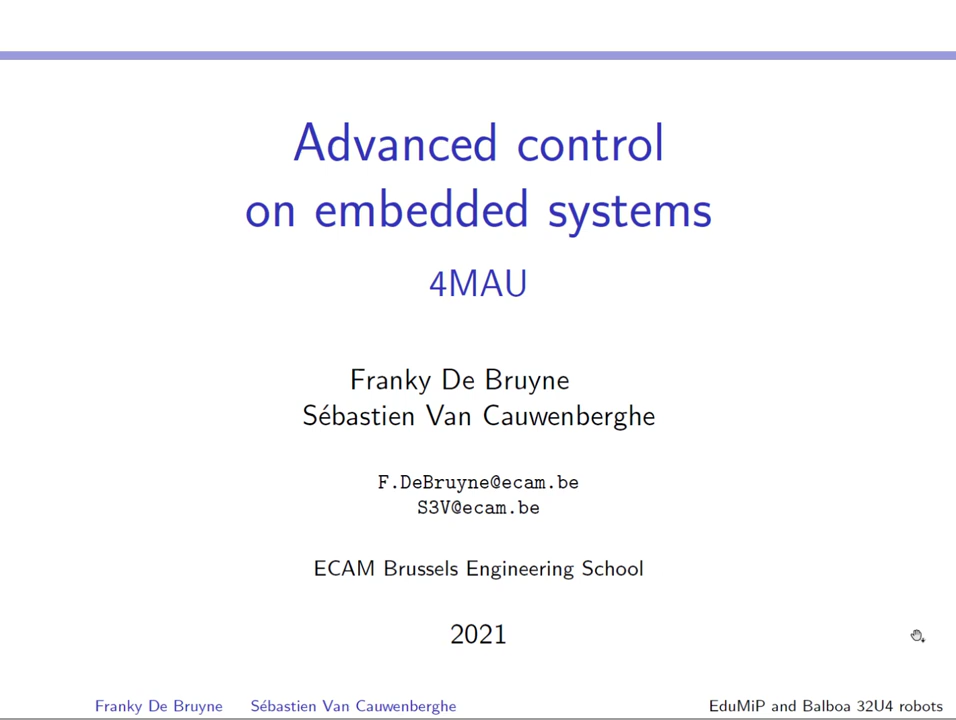 Advanced control
on embedded systems
4MAU
Franky De Bruyne
Sébastien Van Cauwenberghe
F.DeBruyne@ecam.be
S3V@ecam.be
ECAM Brussels Engineering School
2021
Franky De Bruyne Sébastien Van Cauwenberghe EduMiP and Balboa 32U4 robots